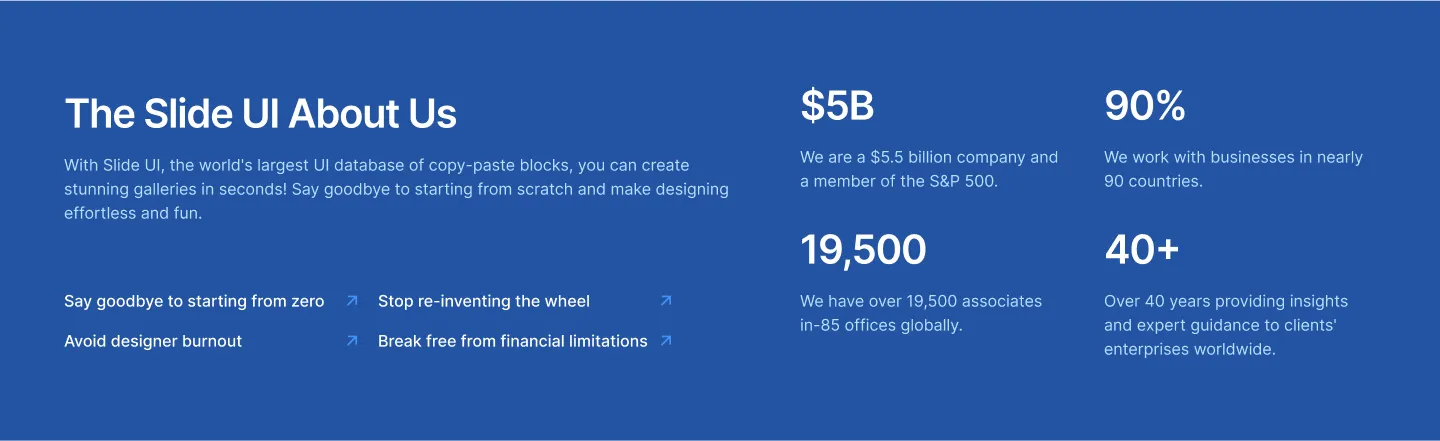 The Slide UI About Us
With Slide UI, the world's largest UI database of copy-paste blocks, you can create
stunning galleries in seconds! Say goodbye to starting from scratch and make designing
effortless and fun.
Say goodbye to starting from zero
Stop re-inventing the wheel
Avoid designer burnout
Break free from financial limitations
$5B
We are a $5.5 billion company and
a member of the S&P 500.
90%
We work with businesses in nearly
90 countries.
19,500
We have over 19,500 associates
in-85 offices globally.
40+
Over 40 years providing insights
and expert guidance to clients'
enterprises worldwide.